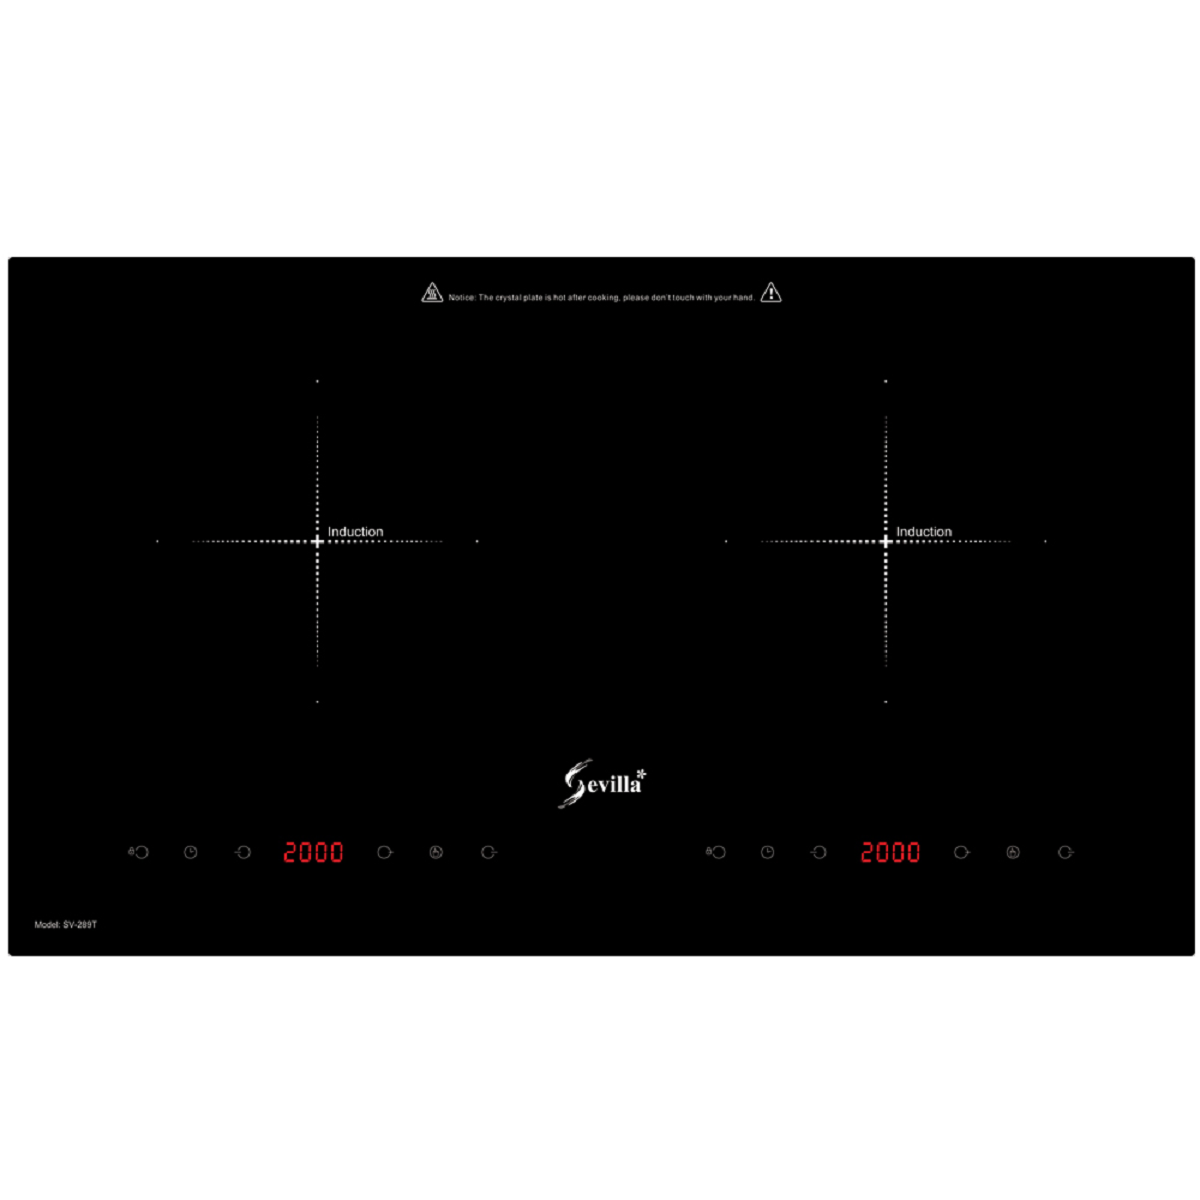 Notice: The crystal plate is hot after cooking, please don't touch with your hand.
Induction
Induction
Sevilla
2000
2000
Model: SV-289T